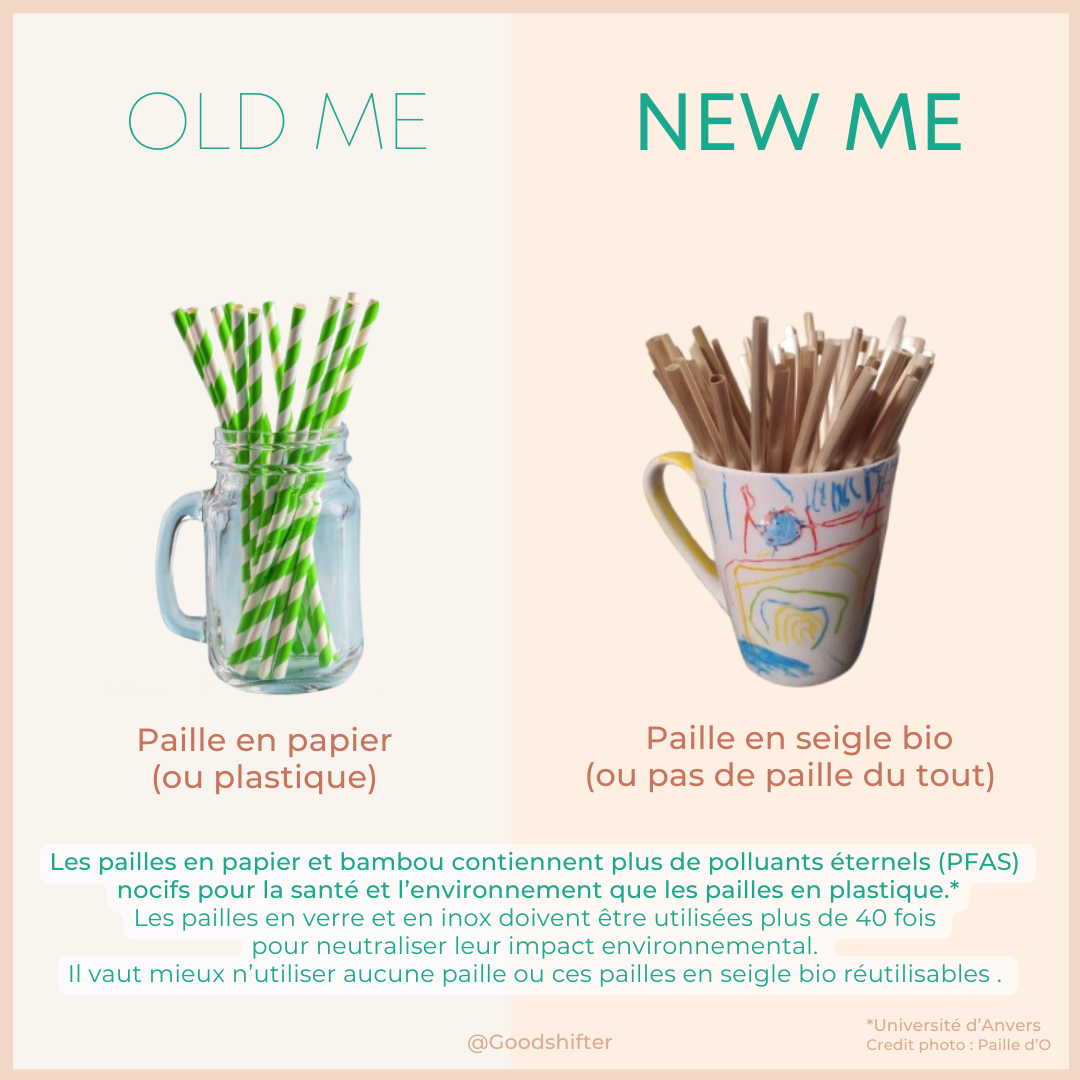 OLD ME
NEW ME
Paille en papier
(ou plastique)
Paille en seigle bio
(ou pas de paille du tout)
Les pailles en papier et bambou contiennent plus de polluants éternels (PFAS)
nocifs pour la santé et l’environnement que les pailles en plastique.*
Les pailles en verre et en inox doivent être utilisées plus de 40 fois
pour neutraliser leur impact environnemental.
Il vaut mieux n’utiliser aucune paille ou ces pailles en seigle bio réutilisables .
@Goodshifter
*Université d’Anvers
Credit photo : Paille d’O